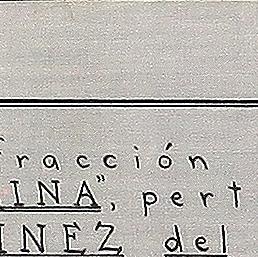 fracción
INA", pert
INEZ del